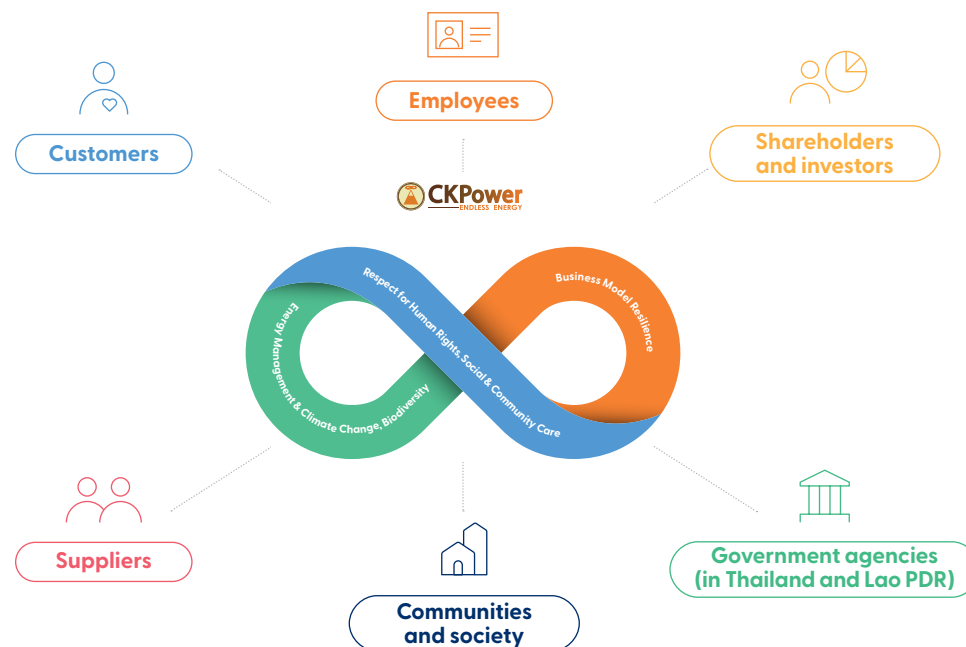 Employees
Customers
Shareholders
and investors
CKPower
ENDLESS ENERGY
Respect for Human Rights, Social & Community Care
Business Model Resilience
Energy Management & Climate Change, Biodiversity
Suppliers
Communities
and society
Government agencies
(in Thailand and Lao PDR)